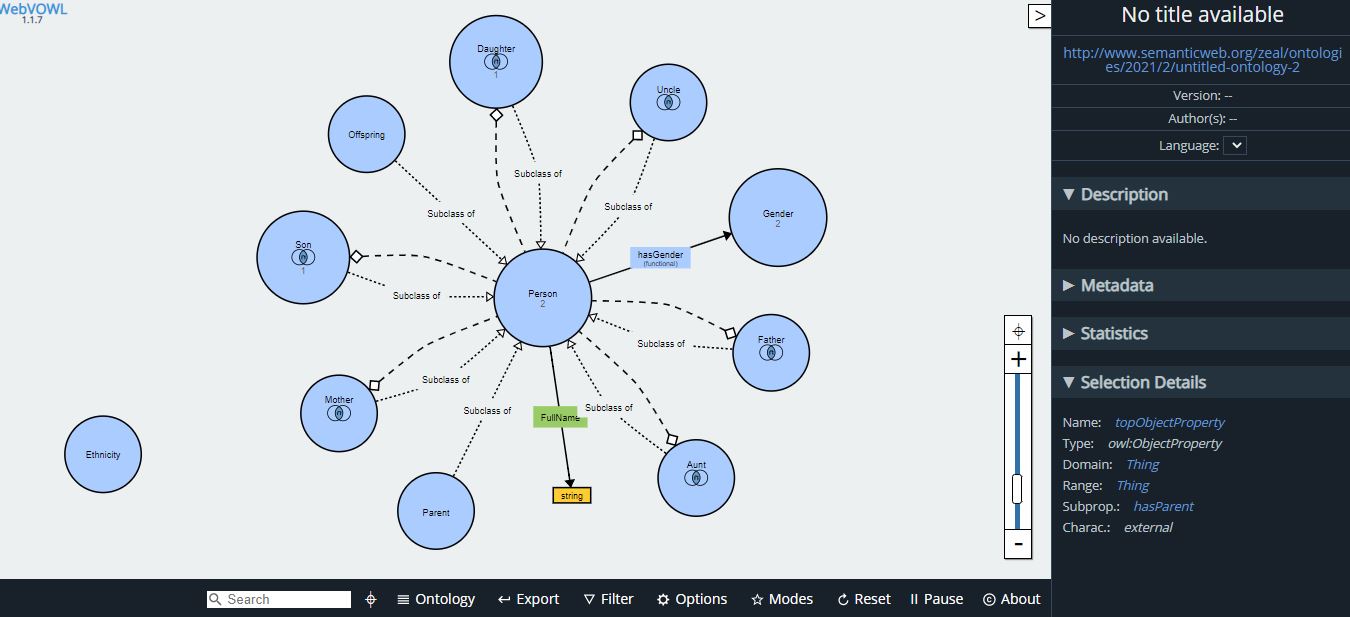 WebVOWL
1.1.7
>
No title available
http://www.semanticweb.org/zeal/ontologi
es/2021/2/untitled-ontology-2
Version: --
Author(s): --
Language:
▼ Description
No description available.
▶ Metadata
▶ Statistics
▼ Selection Details
Name: topObjectProperty
Type: owl:ObjectProperty
Domain: Thing
Range: Thing
Subprop.: hasParent
Charac.: external
Daughter
1
Uncle
Offspring
Subclass of
Subclass of
Subclass of
Gender
2
Son
1
hasGender
(functional)
Subclass of
Person
2
Father
Subclass of
Subclass of
Mother
Subclass of
FullName
Subclass of
Ethnicity
Aunt
Parent
string
+
-
Search
Ontology
Export
Filter
Options
Modes
Reset
Pause
About